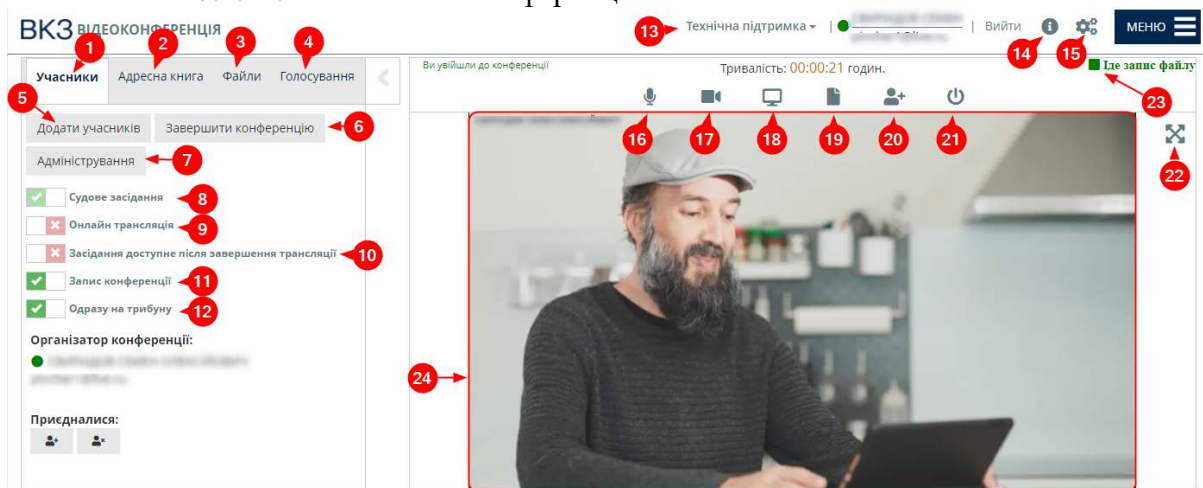 ВКЗ ВІДЕОКОНФЕРЕНЦІЯ
13 Технічна підтримка | | Вийти 14 15 МЕНЮ
1 2 3 4
Учасники Адресна книга Файли Голосування
Ви увійшли до конференції Тривалість: 00:00:21 годин. Іде запис файлу
5 23
Додати учасників Завершити конференцію 6
16 17 18 19 20 21 22
Адміністрування 7
Судове засідання 8
Онлайн трансляція 9
Засідання доступне після завершення трансляції 10
Запис конференції 11
Одразу на трибуну 12
Організатор конференції:
24
Приєдналися: